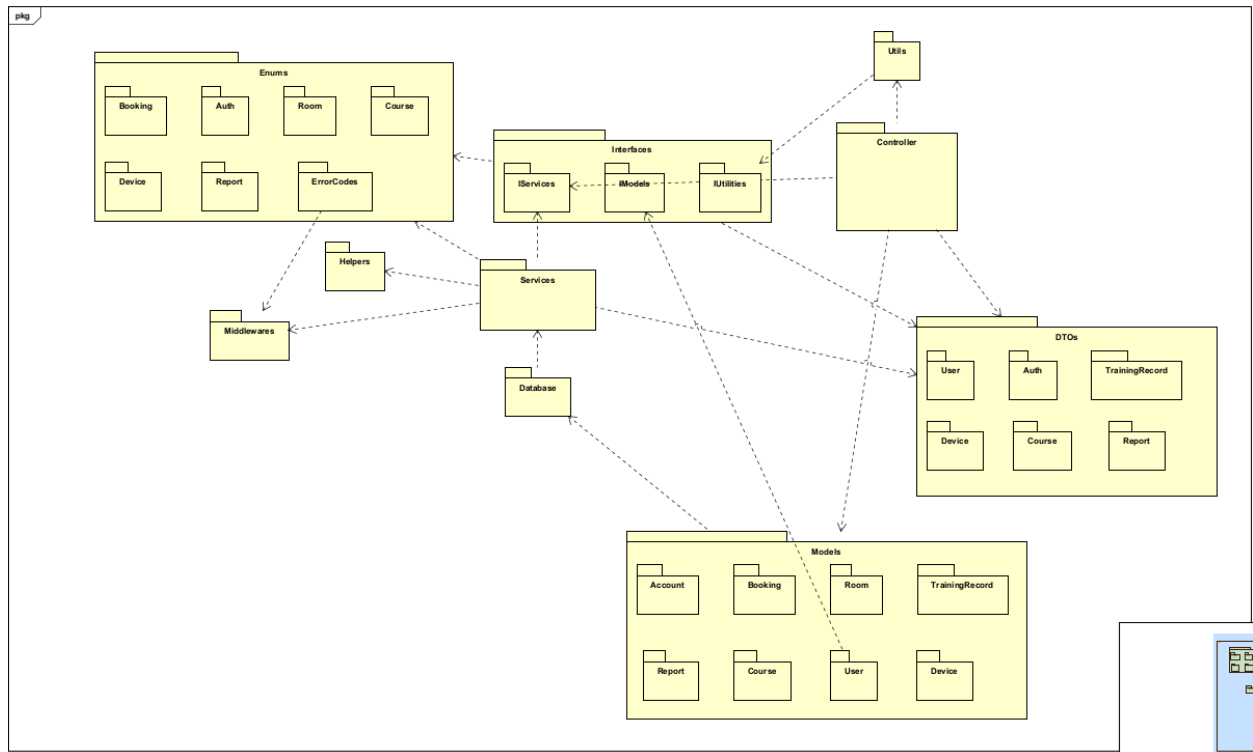 pkg
Utils
Enums
Booking
Auth
Room
Course
Controller
Interfaces
Device
Report
ErrorCodes
IServices
IModels
IUtilities
Helpers
Services
Middlewares
DTOs
User
Auth
TrainingRecord
Database
Device
Course
Report
Models
Account
Booking
Room
TrainingRecord
Report
Course
User
Device